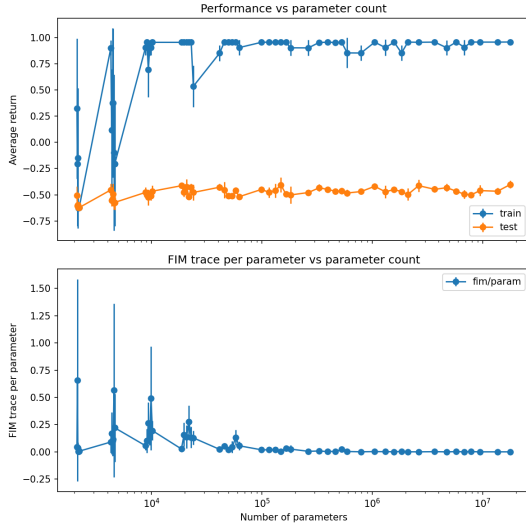 Performance vs parameter count
1.00
0.75
0.50
0.25
0.00
−0.25
−0.50
−0.75
Average return
train
test
FIM trace per parameter vs parameter count
1.50
1.25
1.00
0.75
0.50
0.25
0.00
−0.25
FIM trace per parameter
fim/param
10⁴
10⁵
10⁶
10⁷
Number of parameters